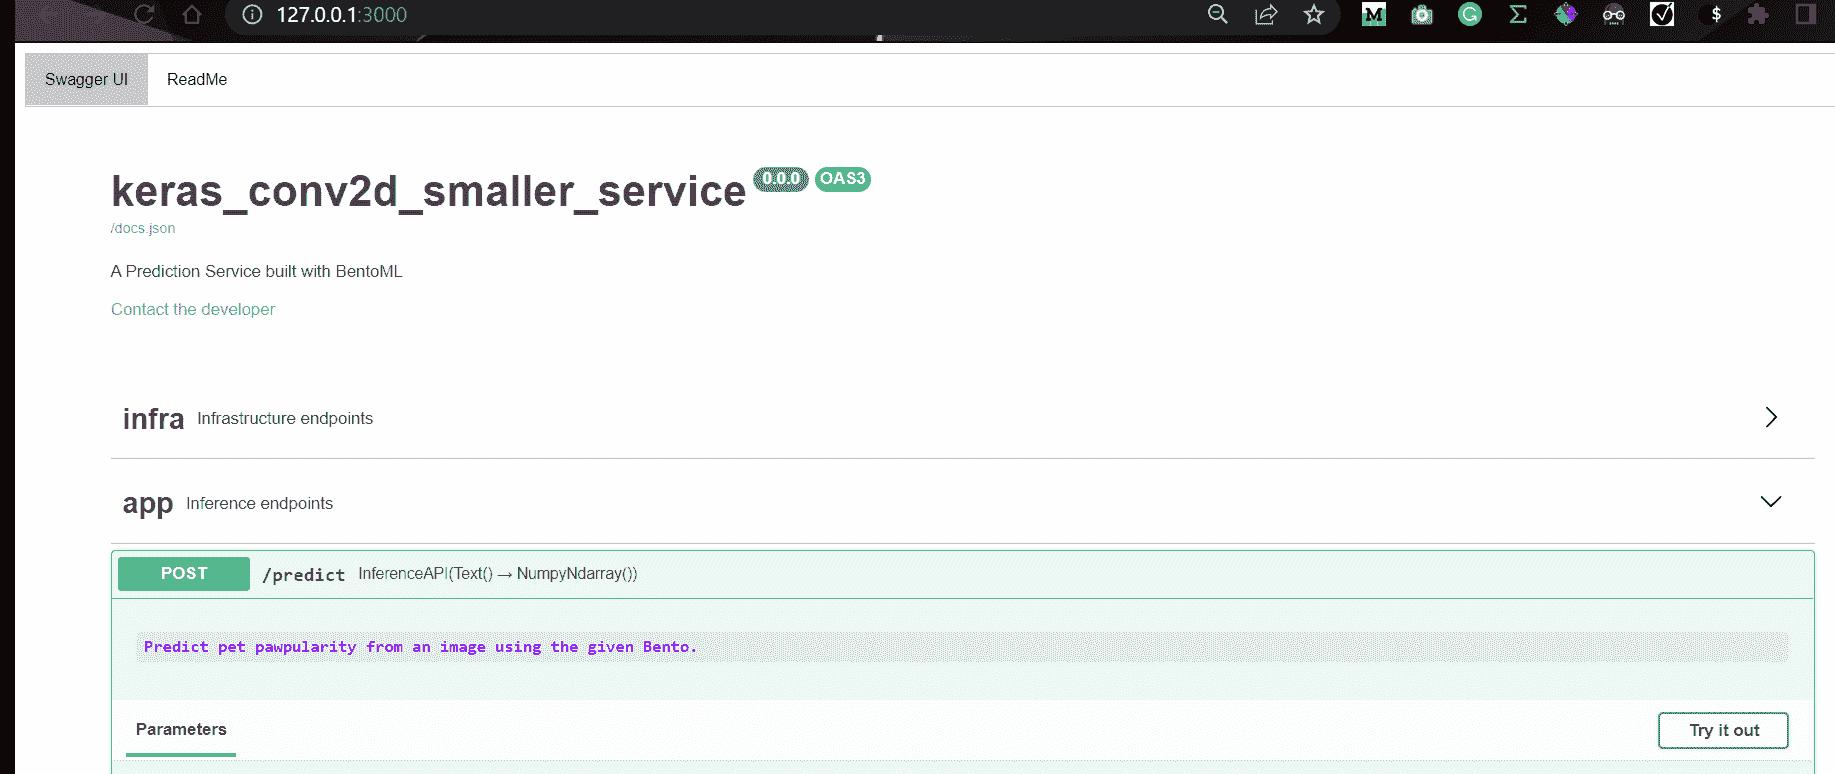 127.0.0.1:3000
Swagger UI ReadMe
keras_conv2d_smaller_service 0.0.0 OAS3
/docs.json
A Prediction Service built with BentoML
Contact the developer
infra Infrastructure endpoints
app Inference endpoints
POST /predict InferenceAPI(Text() → NumpyNdarray())
Predict pet pawpularity from an image using the given Bento.
Parameters Try it out